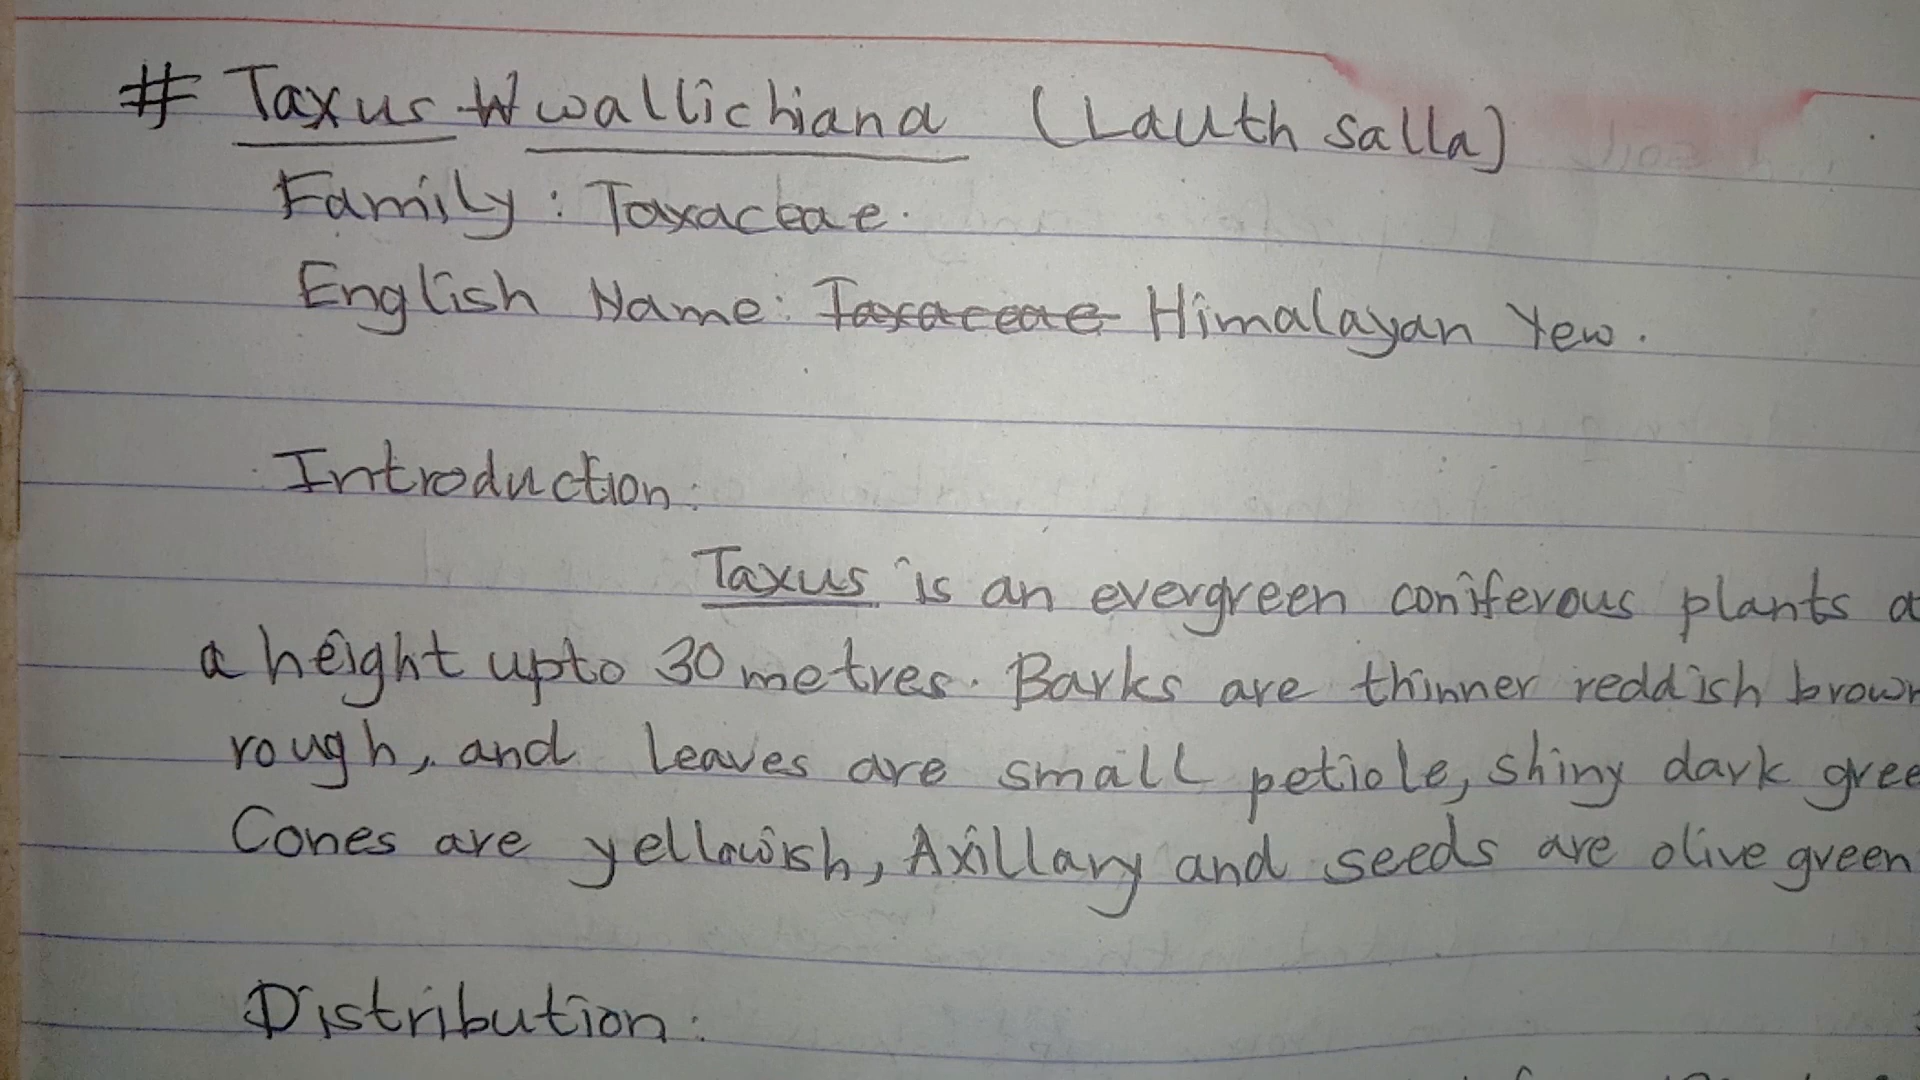 # Taxus wallichiana (Lauth salla)
Family : Taxaceae.
English Name: Taxaceae Himalayan Yew.
Introduction:
Taxus is an evergreen coniferous plants
a height upto 30 metres. Barks are thinner reddish brown
rough, and leaves are small petiole, shiny dark gree
Cones are yellowish, Axillary and seeds are olive green
Distribution: